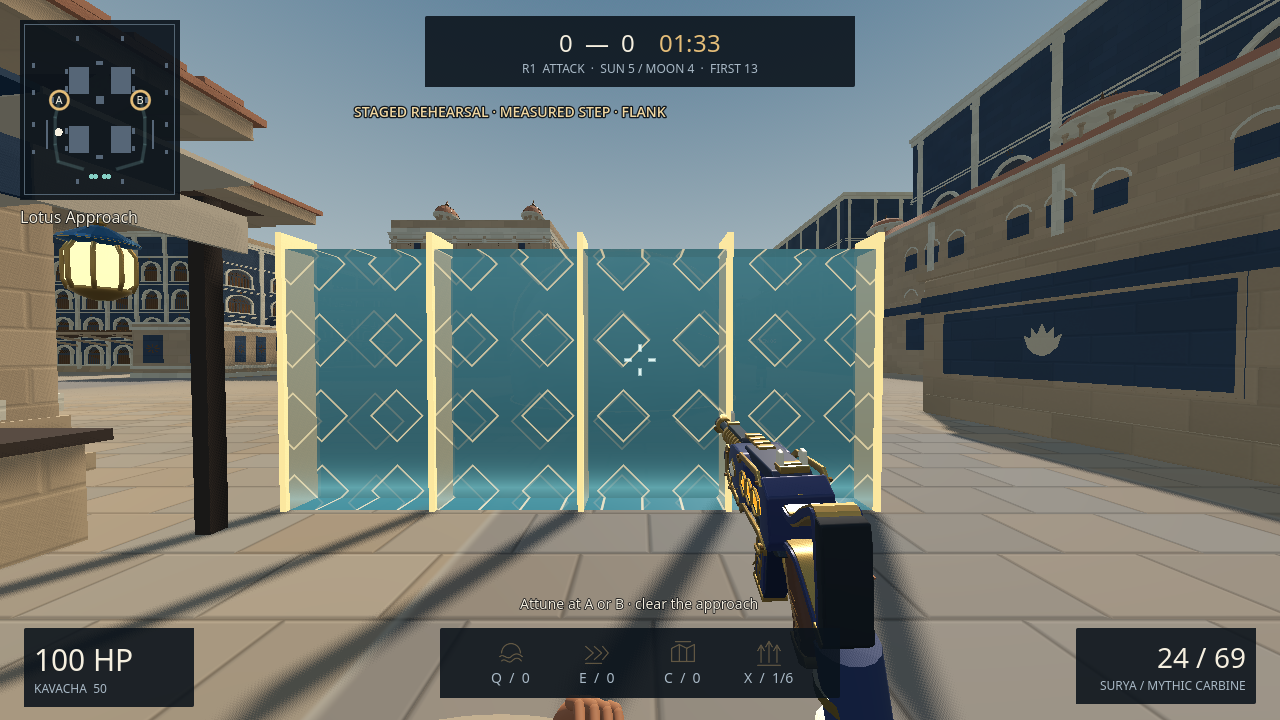 0 — 0 01:33
R1 ATTACK · SUN 5 / MOON 4 · FIRST 13
STAGED REHEARSAL · MEASURED STEP · FLANK
A B
Lotus Approach
Attune at A or B · clear the approach
100 HP
KAVACHA 50
Q / 0 E / 0 C / 0 X / 1/6
24 / 69
SURYA / MYTHIC CARBINE